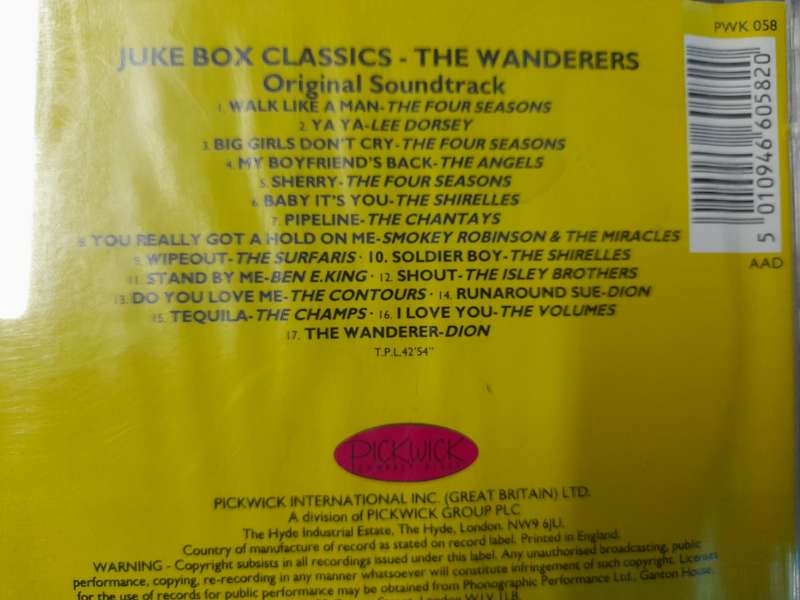 PWK 058
JUKE BOX CLASSICS - THE WANDERERS
Original Soundtrack
1. WALK LIKE A MAN-THE FOUR SEASONS
2. YA YA-LEE DORSEY
3. BIG GIRLS DON'T CRY-THE FOUR SEASONS
4. MY BOYFRIEND'S BACK-THE ANGELS
5. SHERRY-THE FOUR SEASONS
6. BABY IT'S YOU-THE SHIRELLES
7. PIPELINE-THE CHANTAYS
8. YOU REALLY GOT A HOLD ON ME-SMOKEY ROBINSON & THE MIRACLES
9. WIPEOUT-THE SURFARIS · 10. SOLDIER BOY-THE SHIRELLES
11. STAND BY ME-BEN E.KING · 12. SHOUT-THE ISLEY BROTHERS
13. DO YOU LOVE ME-THE CONTOURS · 14. RUNAROUND SUE-DION
15. TEQUILA-THE CHAMPS · 16. I LOVE YOU-THE VOLUMES
17. THE WANDERER-DION
T.P.L.42'54"
5 010946 605820
AAD
PICKWICK
COMPACT DISCS
PICKWICK INTERNATIONAL INC. (GREAT BRITAIN) LTD.
A division of PICKWICK GROUP PLC
The Hyde Industrial Estate, The Hyde, London. NW9 6JU.
Country of manufacture of record as stated on record label. Printed in England.
WARNING - Copyright subsists in all recordings issued under this label. Any unauthorised broadcasting, public
performance, copying, re-recording in any manner whatsoever will constitute infringement of such copyright. Licenses
for the use of records for public performance may be obtained from Phonographic Performance Ltd., Ganton House,
London W1V 1LB.